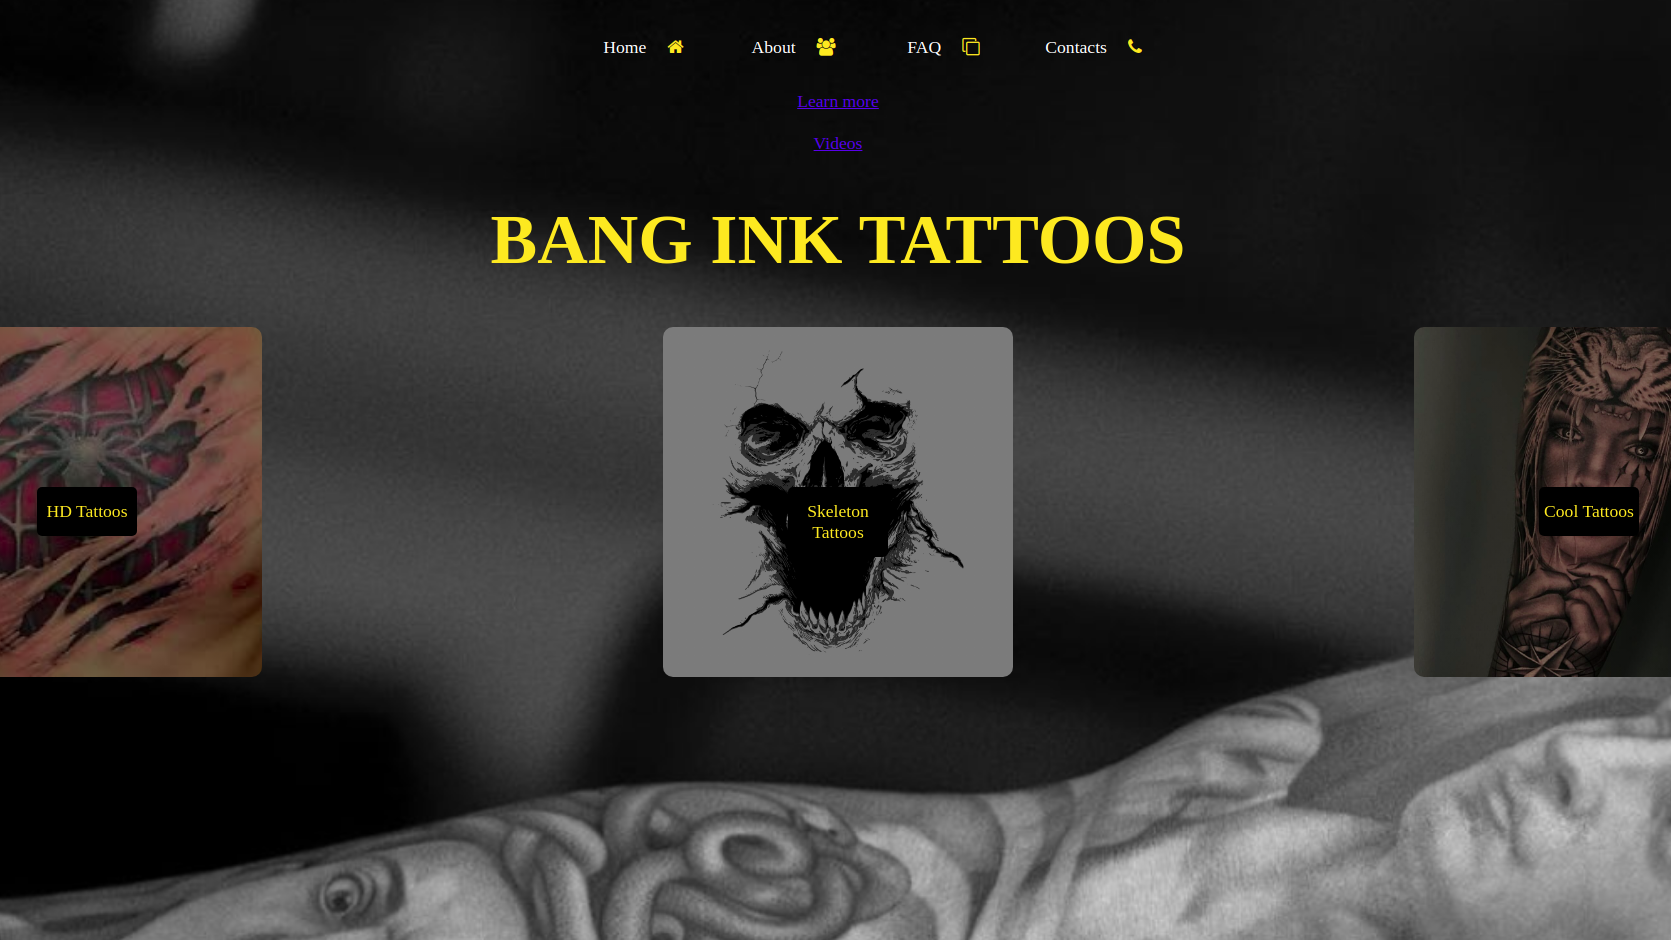 Home About FAQ Contacts
Learn more
Videos
BANG INK TATTOOS
HD Tattoos
Skeleton
Tattoos
Cool Tattoos